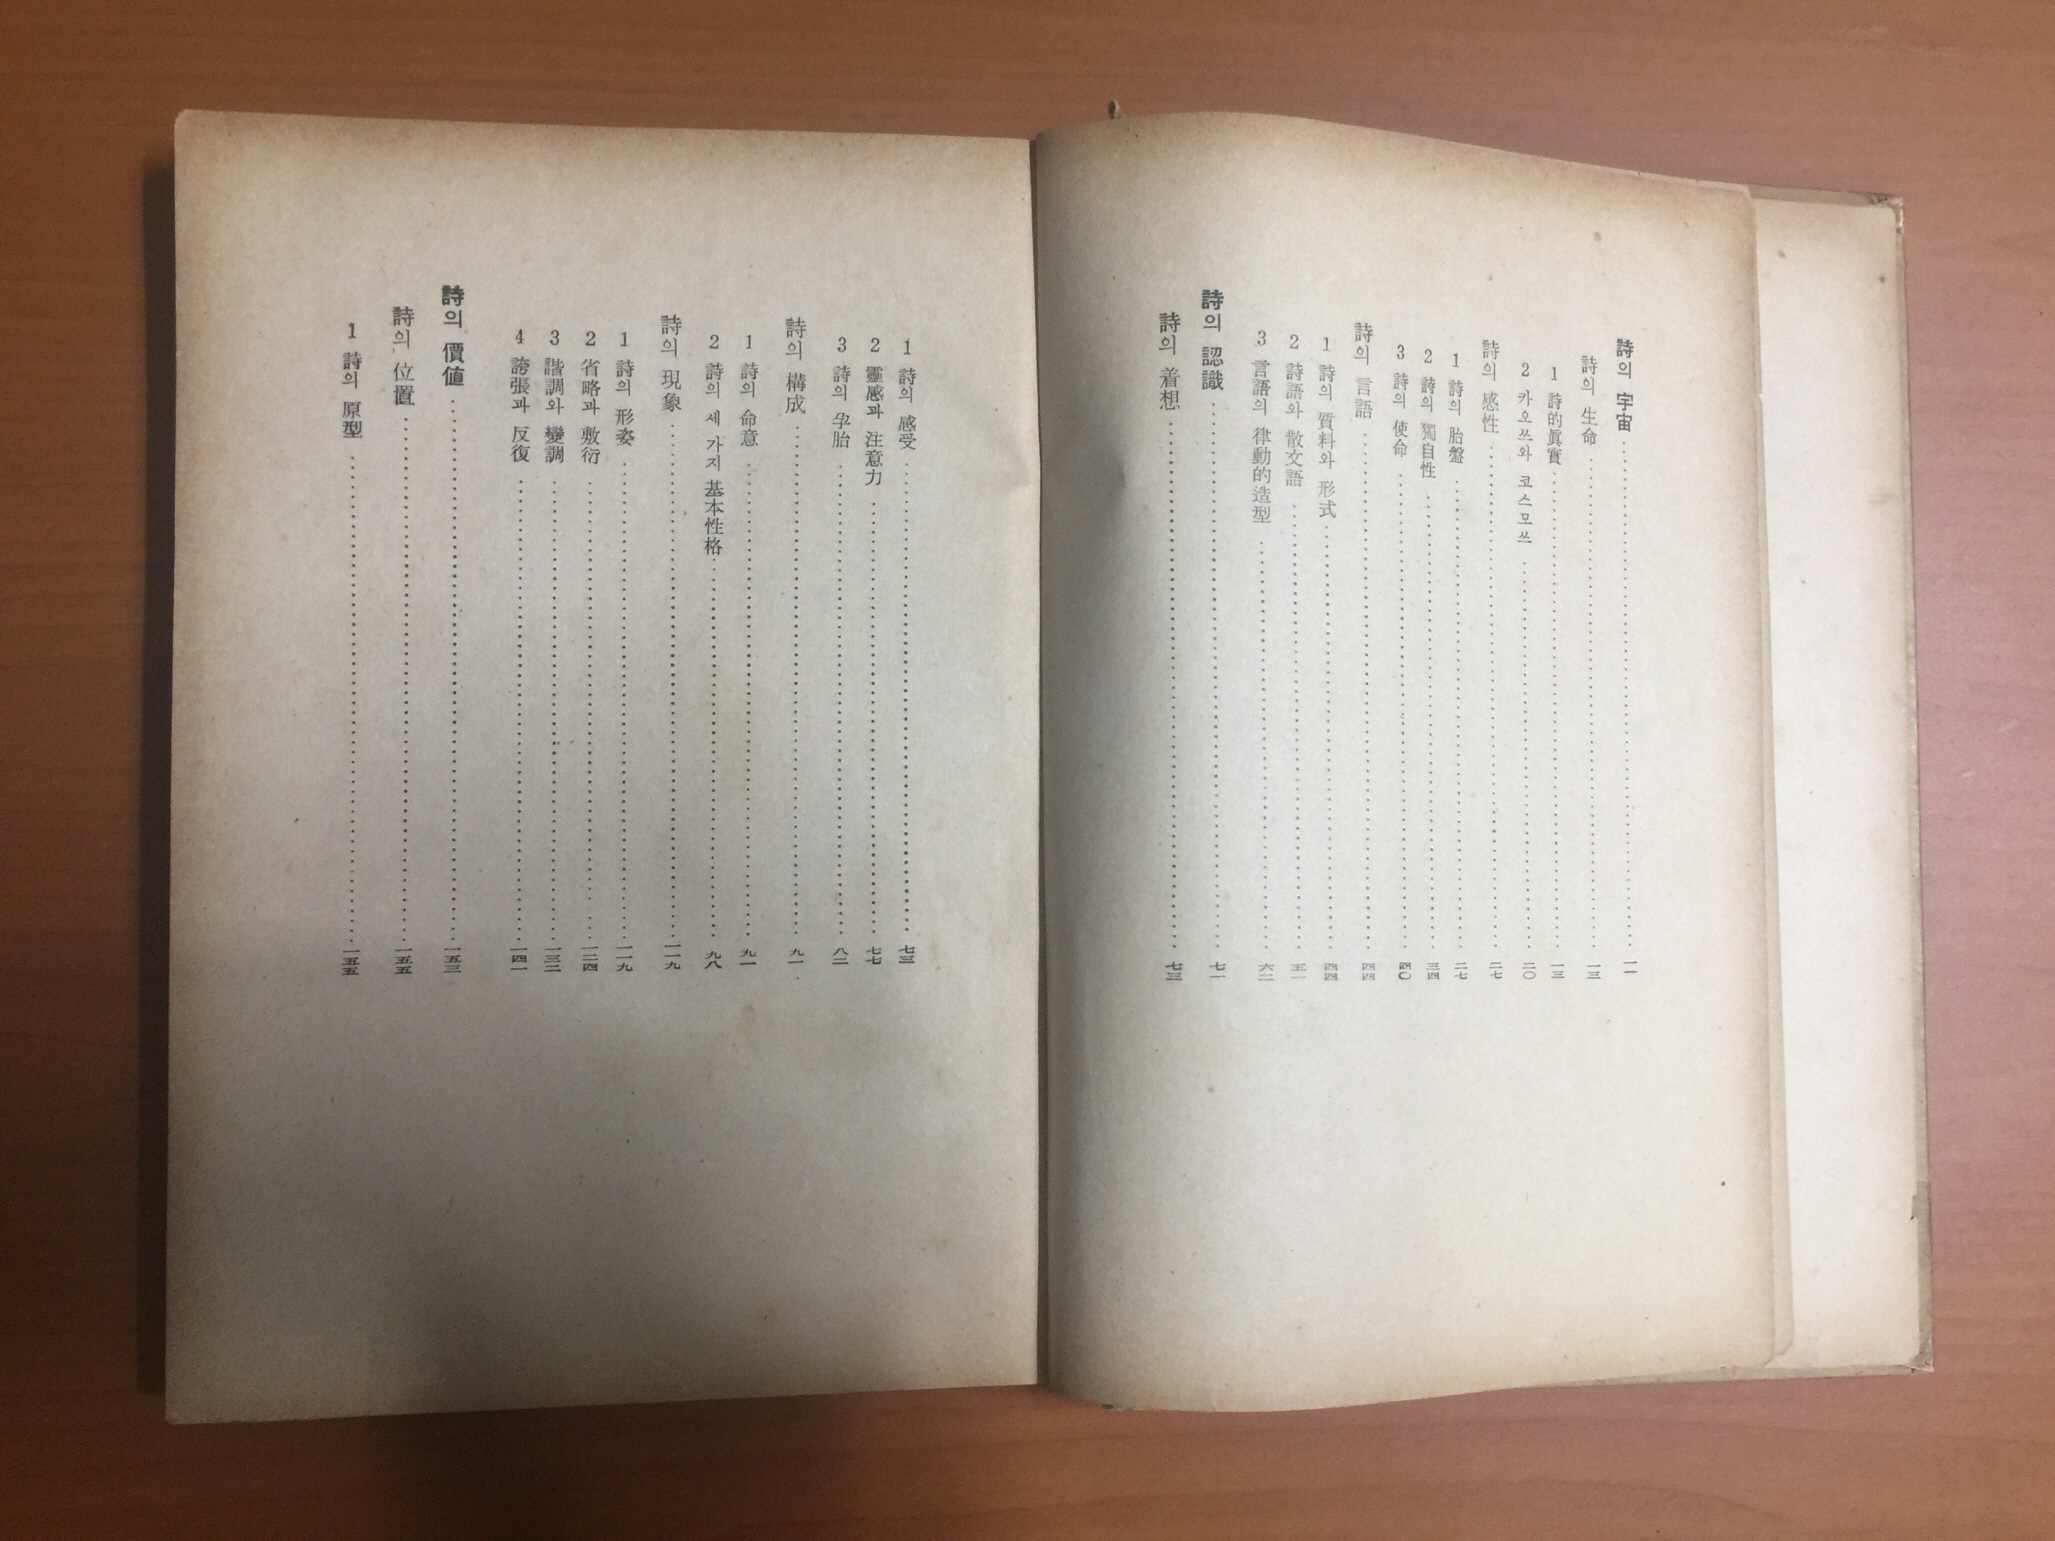 詩의 宇宙 一一
詩의 生命 一三
1 詩的眞實 一三
2 카오쓰와 코스모쓰 二〇
詩의 感性 二七
1 詩의 胎盤 二七
2 詩의 獨自性 三四
3 詩의 使命 四〇
詩의 言語 四四
1 詩의 質料와 形式 四四
2 詩語와 散文語 五一
3 言語의 律動的造型 六二
詩의 認識 七一
詩의 着想 七三
1 詩의 感受 七三
2 靈感과 注意力 七七
3 詩의 孕胎 八二
詩의 構成 九一
1 詩의 命意 九一
2 詩의 세 가지 基本性格 九八
詩의 現象 一一九
1 詩의 形姿 一一九
2 省略과 敷衍 一二四
3 諧調와 變調 一三二
4 誇張과 反復 一四一
詩의 價値 一五三
詩의 位置 一五五
1 詩의 原型 一五五